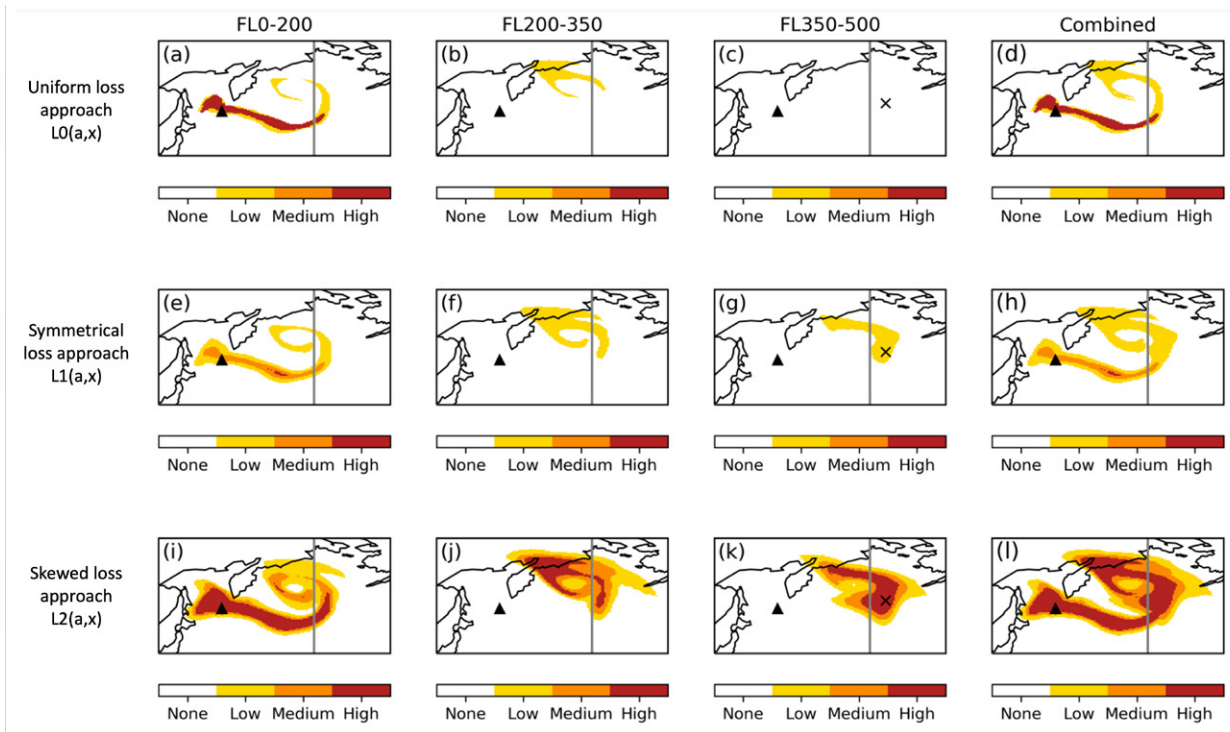 FL0-200 FL200-350 FL350-500 Combined
Uniform loss
approach
L0(a,x)
(a) (b) (c) (d)
None Low Medium High None Low Medium High None Low Medium High None Low Medium High
Symmetrical
loss approach
L1(a,x)
(e) (f) (g) (h)
None Low Medium High None Low Medium High None Low Medium High None Low Medium High
Skewed loss
approach
L2(a,x)
(i) (j) (k) (l)
None Low Medium High None Low Medium High None Low Medium High None Low Medium High